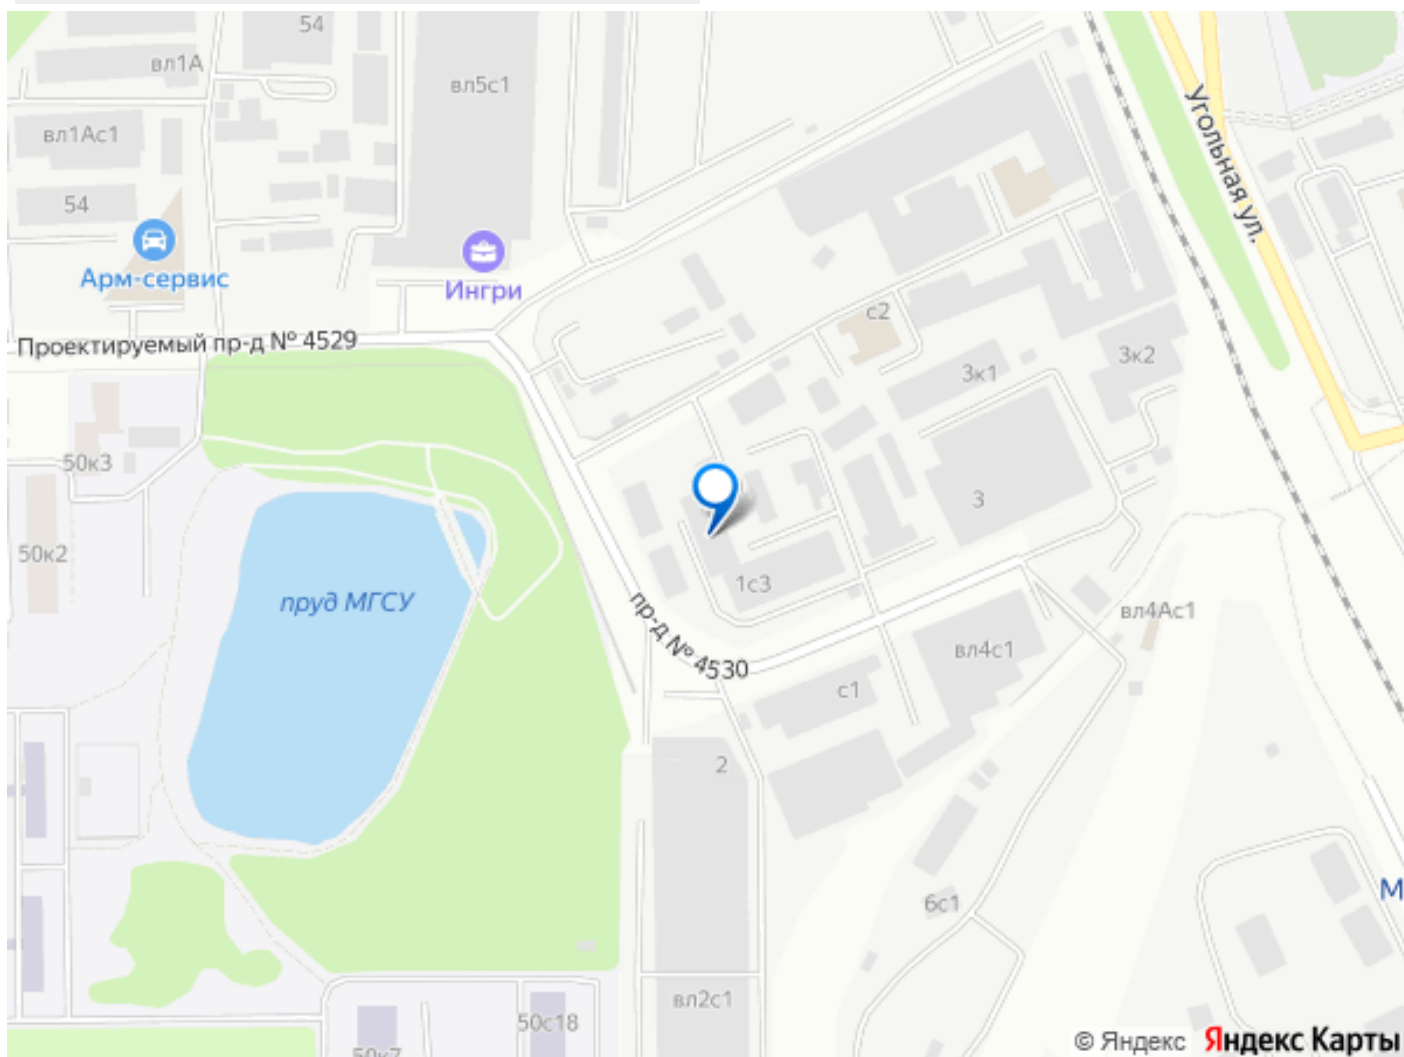 54
вл1А
вл5с1
вл1Ас1
54
Угольная ул.
Арм-сервис
Ингри
с2
Проектируемый пр-д № 4529
3к2
3к1
50к3
3
50к2
1с3
пруд МГСУ
вл4Ас1
пр-д № 4530
вл4с1
с1
2
М
6с1
вл2с1
50с18
50к7
© Яндекс Яндекс Карты